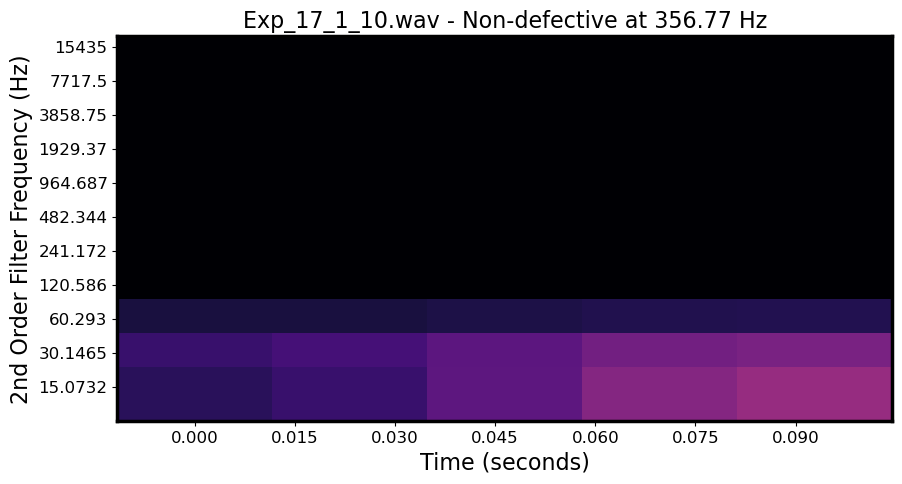 Exp_17_1_10.wav - Non-defective at 356.77 Hz
2nd Order Filter Frequency (Hz)
15435
7717.5
3858.75
1929.37
964.687
482.344
241.172
120.586
60.293
30.1465
15.0732
0.000 0.015 0.030 0.045 0.060 0.075 0.090
Time (seconds)